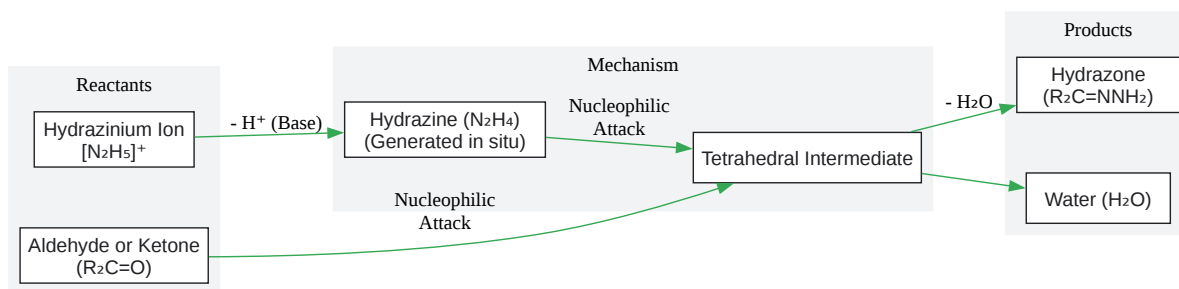 Reactants
Hydrazinium Ion
[N₂H₅]⁺
Aldehyde or Ketone
(R₂C=O)
- H⁺ (Base)
Mechanism
Hydrazine (N₂H₄)
(Generated in situ)
Nucleophilic
Attack
Nucleophilic
Attack
Tetrahedral Intermediate
- H₂O
Products
Hydrazone
(R₂C=NNH₂)
Water (H₂O)